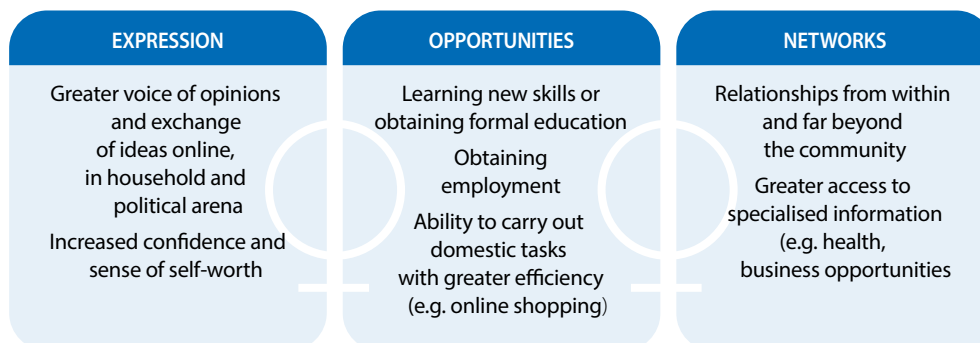 EXPRESSION
Greater voice of opinions
and exchange
of ideas online,
in household and
political arena
Increased confidence and
sense of self-worth
OPPORTUNITIES
Learning new skills or
obtaining formal education
Obtaining
employment
Ability to carry out
domestic tasks
with greater efficiency
(e.g. online shopping)
NETWORKS
Relationships from within
and far beyond
the community
Greater access to
specialised information
(e.g. health,
business opportunities